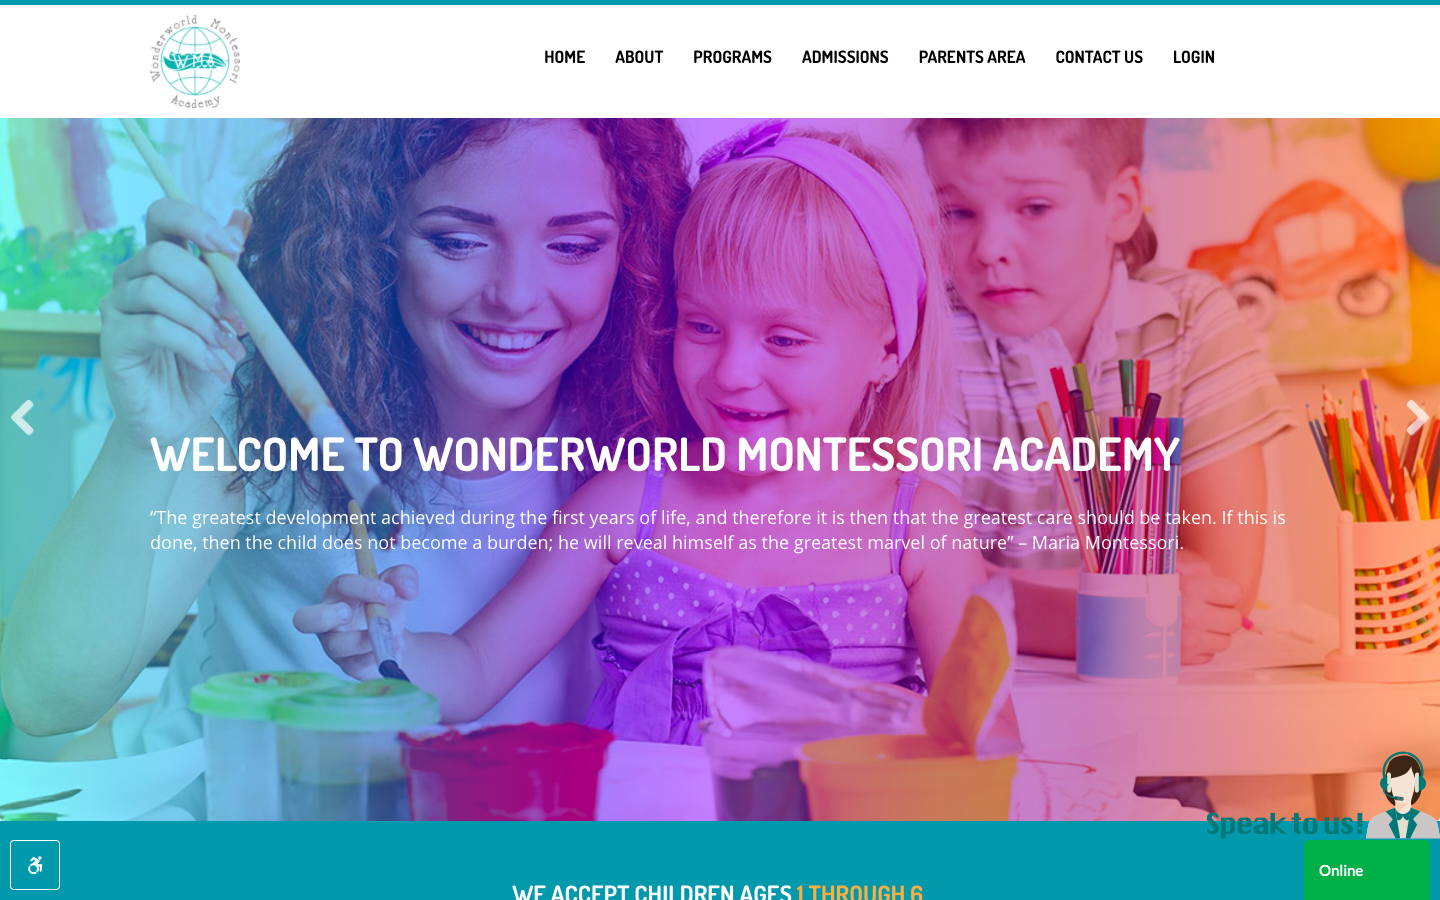 Wonderworld Montessori
WMA
Academy
HOME ABOUT PROGRAMS ADMISSIONS PARENTS AREA CONTACT US LOGIN
WELCOME TO WONDERWORLD MONTESSORI ACADEMY
“The greatest development achieved during the first years of life, and therefore it is then that the greatest care should be taken. If this is
done, then the child does not become a burden; he will reveal himself as the greatest marvel of nature” – Maria Montessori.
Speak to us!
Online
WE ACCEPT CHILDREN AGES 1 THROUGH 6